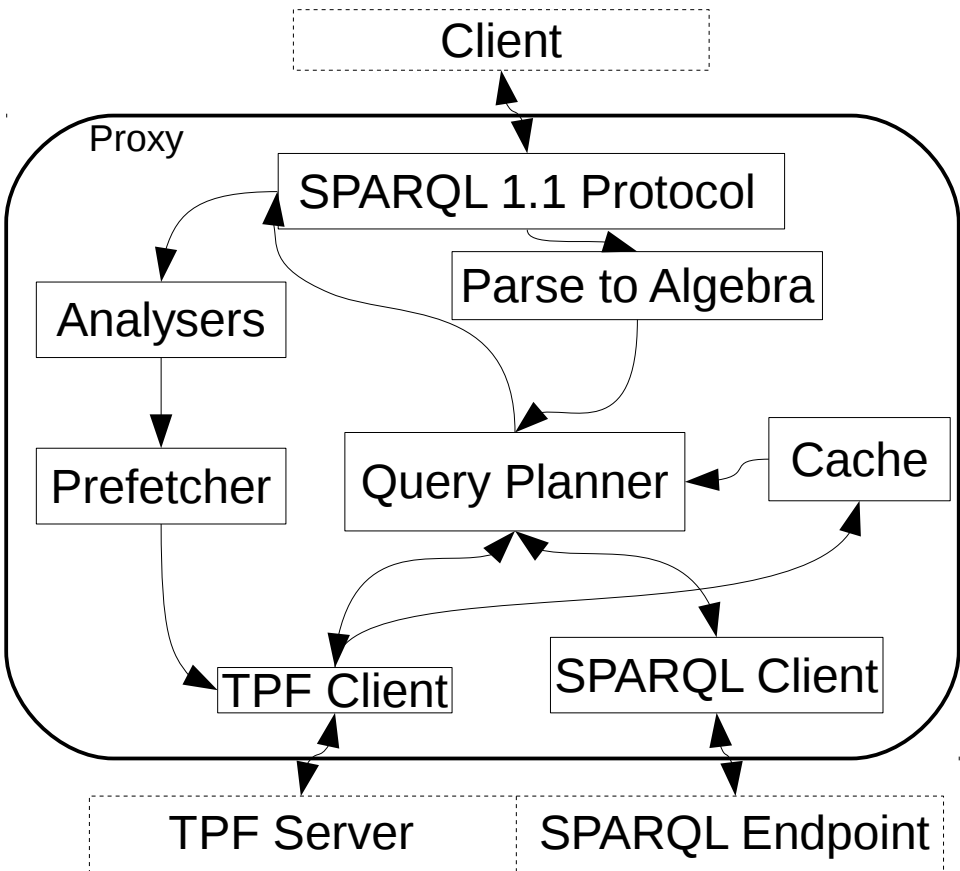 Client
Proxy
SPARQL 1.1 Protocol
Parse to Algebra
Analysers
Cache
Query Planner
Prefetcher
TPF Client
SPARQL Client
TPF Server
SPARQL Endpoint